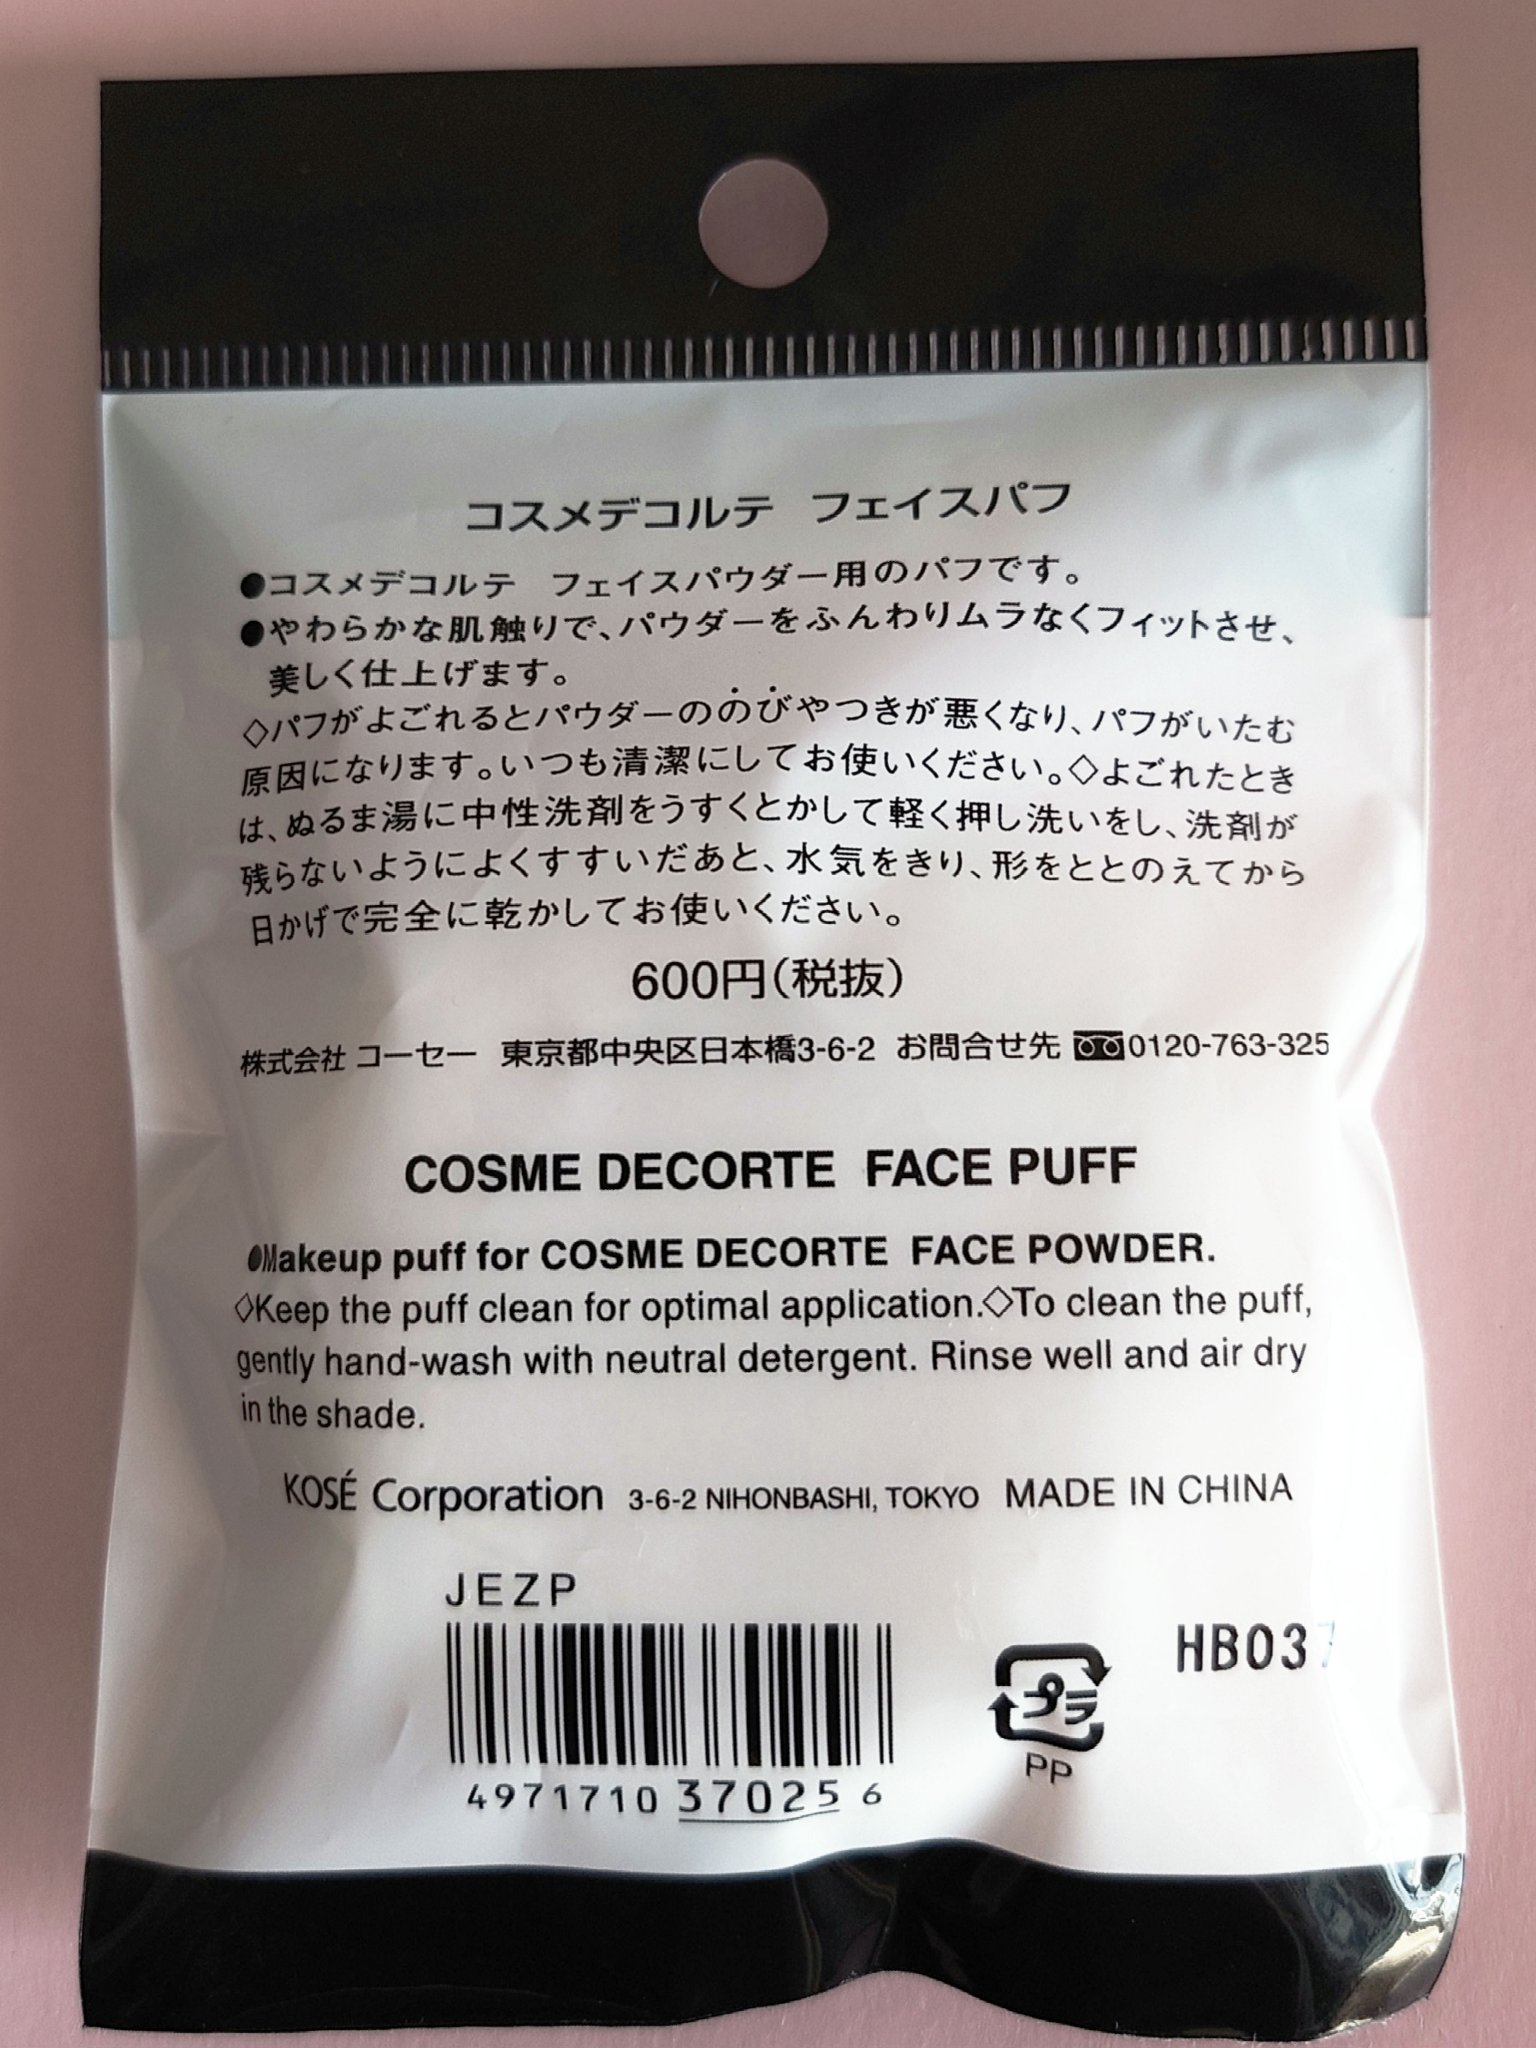 コスメデコルテ フェイスパフ
●コスメデコルテ フェイスパウダー用のパフです。
●やわらかな肌触りで、パウダーをふんわりムラなくフィットさせ、
美しく仕上げます。
◇パフがよごれるとパウダーののびやつきが悪くなり、パフがいたむ
原因になります。いつも清潔にしてお使いください。◇よごれたとき
は、ぬるま湯に中性洗剤をうすくとかして軽く押し洗いをし、洗剤が
残らないようによくすすいだあと、水気をきり、形をととのえてから
日かげで完全に乾かしてお使いください。
600円(税抜)
株式会社 コーセー 東京都中央区日本橋3-6-2 お問合せ先 0120-763-325
COSME DECORTE FACE PUFF
●Makeup puff for COSME DECORTE FACE POWDER.
◇Keep the puff clean for optimal application.◇To clean the puff,
gently hand-wash with neutral detergent. Rinse well and air dry
in the shade.
KOSÉ Corporation 3-6-2 NIHONBASHI, TOKYO MADE IN CHINA
JEZP
4971710 37025 6
プラ
PP